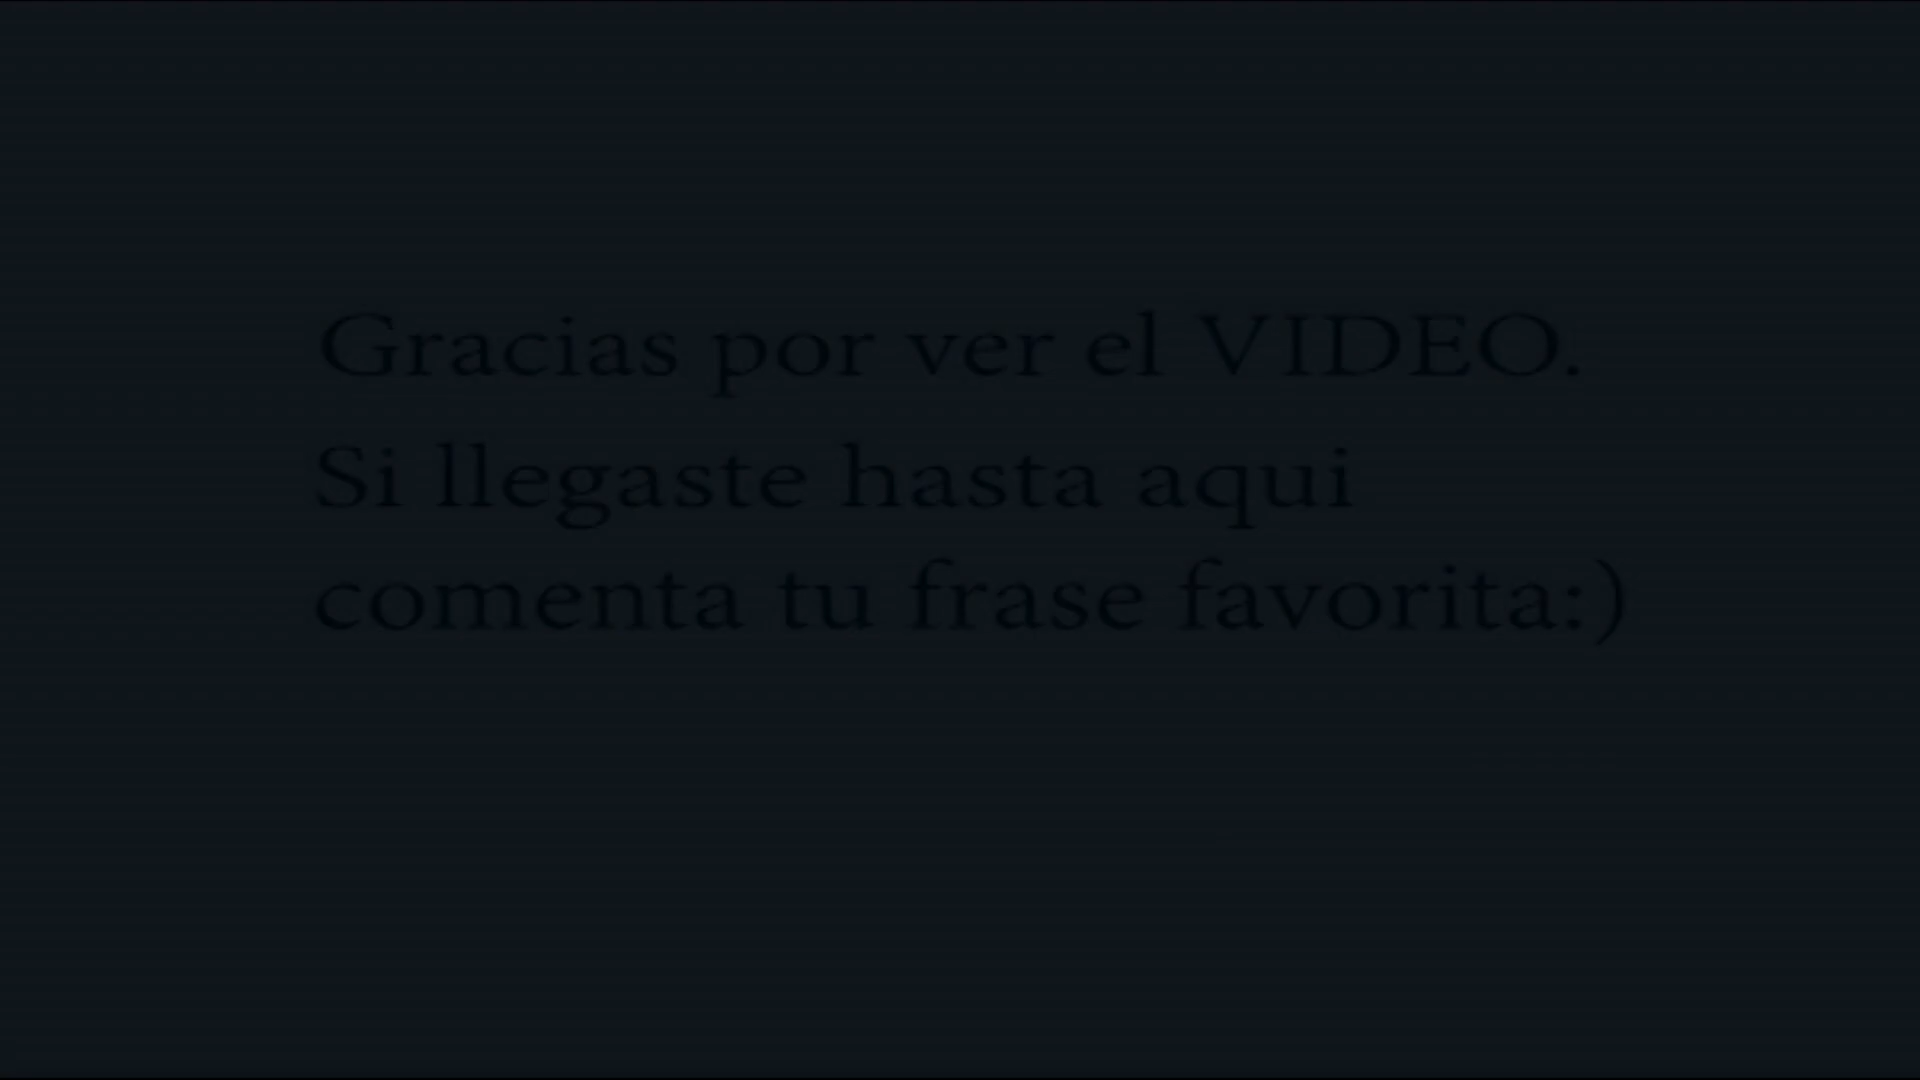 Gracias por ver el VIDEO.
Si llegaste hasta aqui
comenta tu frase favorita:)